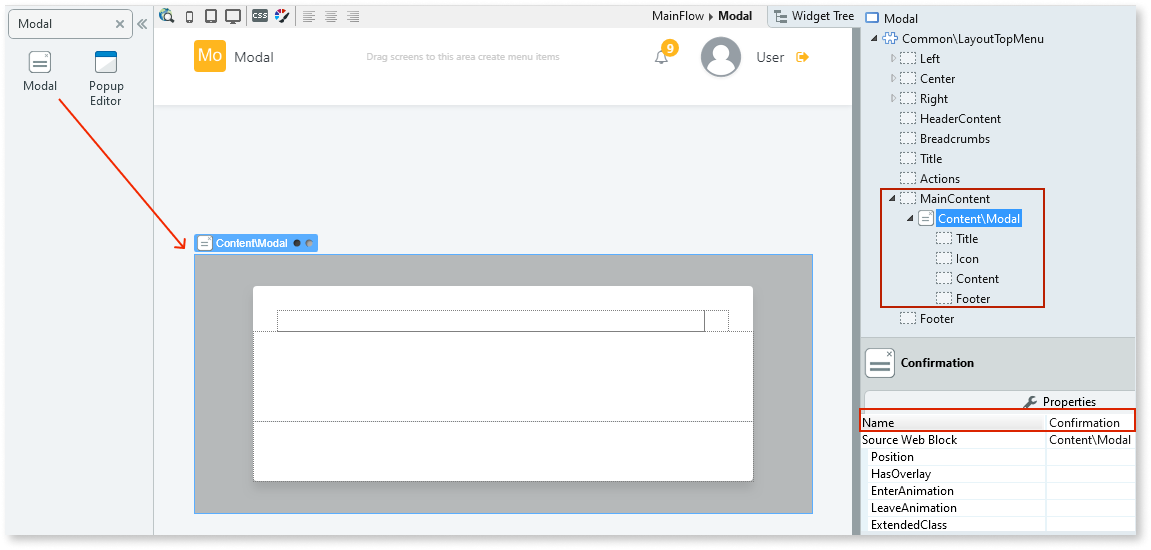 Modal
Modal
Popup
Editor
CSS
MainFlow Modal
Widget Tree
Mo
Modal
Drag screens to this area create menu items
9
User
Content\Modal
Modal
Common\LayoutTopMenu
Left
Center
Right
HeaderContent
Breadcrumbs
Title
Actions
MainContent
Content\Modal
Title
Icon
Content
Footer
Footer
Confirmation
Properties
Name Confirmation
Source Web Block Content\Modal
Position
HasOverlay
EnterAnimation
LeaveAnimation
ExtendedClass